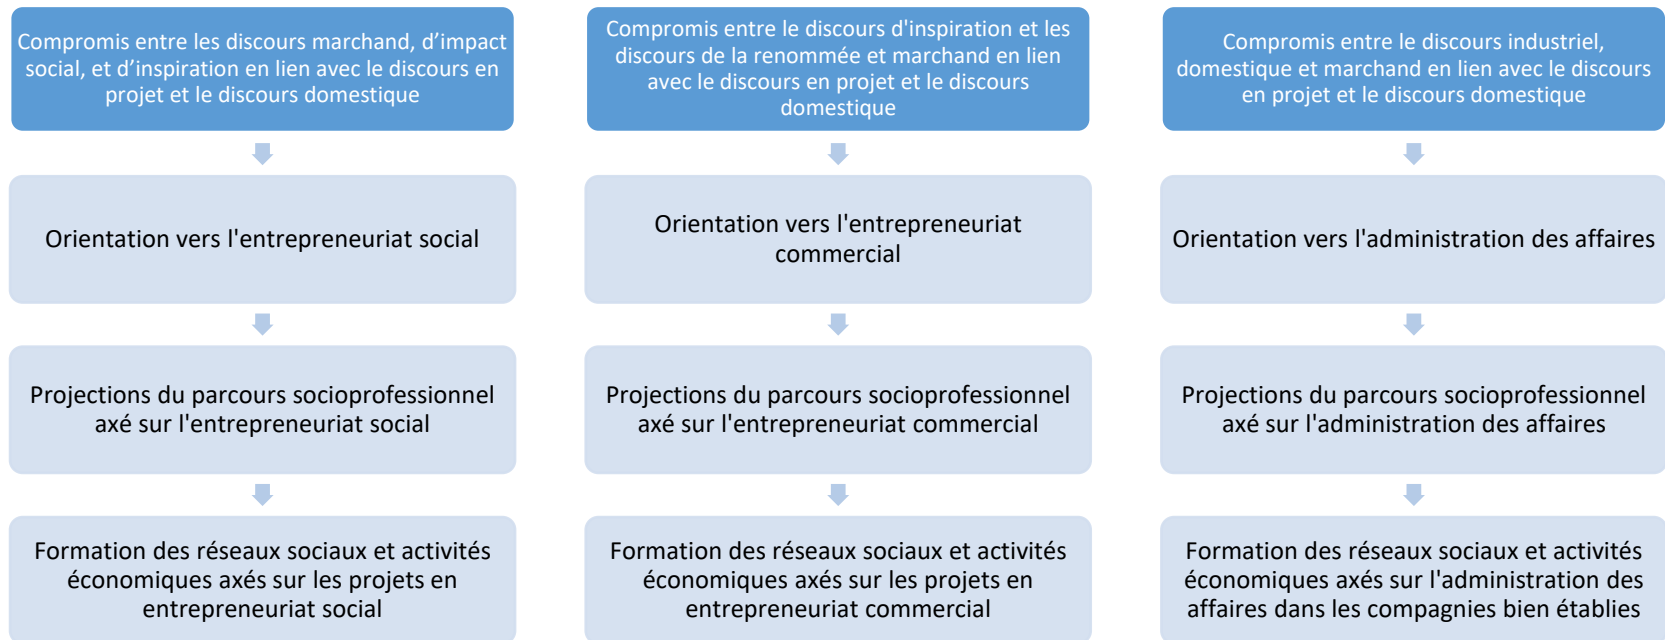 Compromis entre les discours marchand, d’impact
social, et d’inspiration en lien avec le discours en
projet et le discours domestique
Orientation vers l'entrepreneuriat social
Projections du parcours socioprofessionnel
axé sur l'entrepreneuriat social
Formation des réseaux sociaux et activités
économiques axés sur les projets en
entrepreneuriat social
Compromis entre le discours d'inspiration et les
discours de la renommée et marchand en lien
avec le discours en projet et le discours
domestique
Orientation vers l'entrepreneuriat
commercial
Projections du parcours socioprofessionnel
axé sur l'entrepreneuriat commercial
Formation des réseaux sociaux et activités
économiques axés sur les projets en
entrepreneuriat commercial
Compromis entre le discours industriel,
domestique et marchand en lien avec le discours
en projet et le discours domestique
Orientation vers l'administration des affaires
Projections du parcours socioprofessionnel
axé sur l'administration des affaires
Formation des réseaux sociaux et activités
économiques axés sur l'administration des
affaires dans les compagnies bien établies